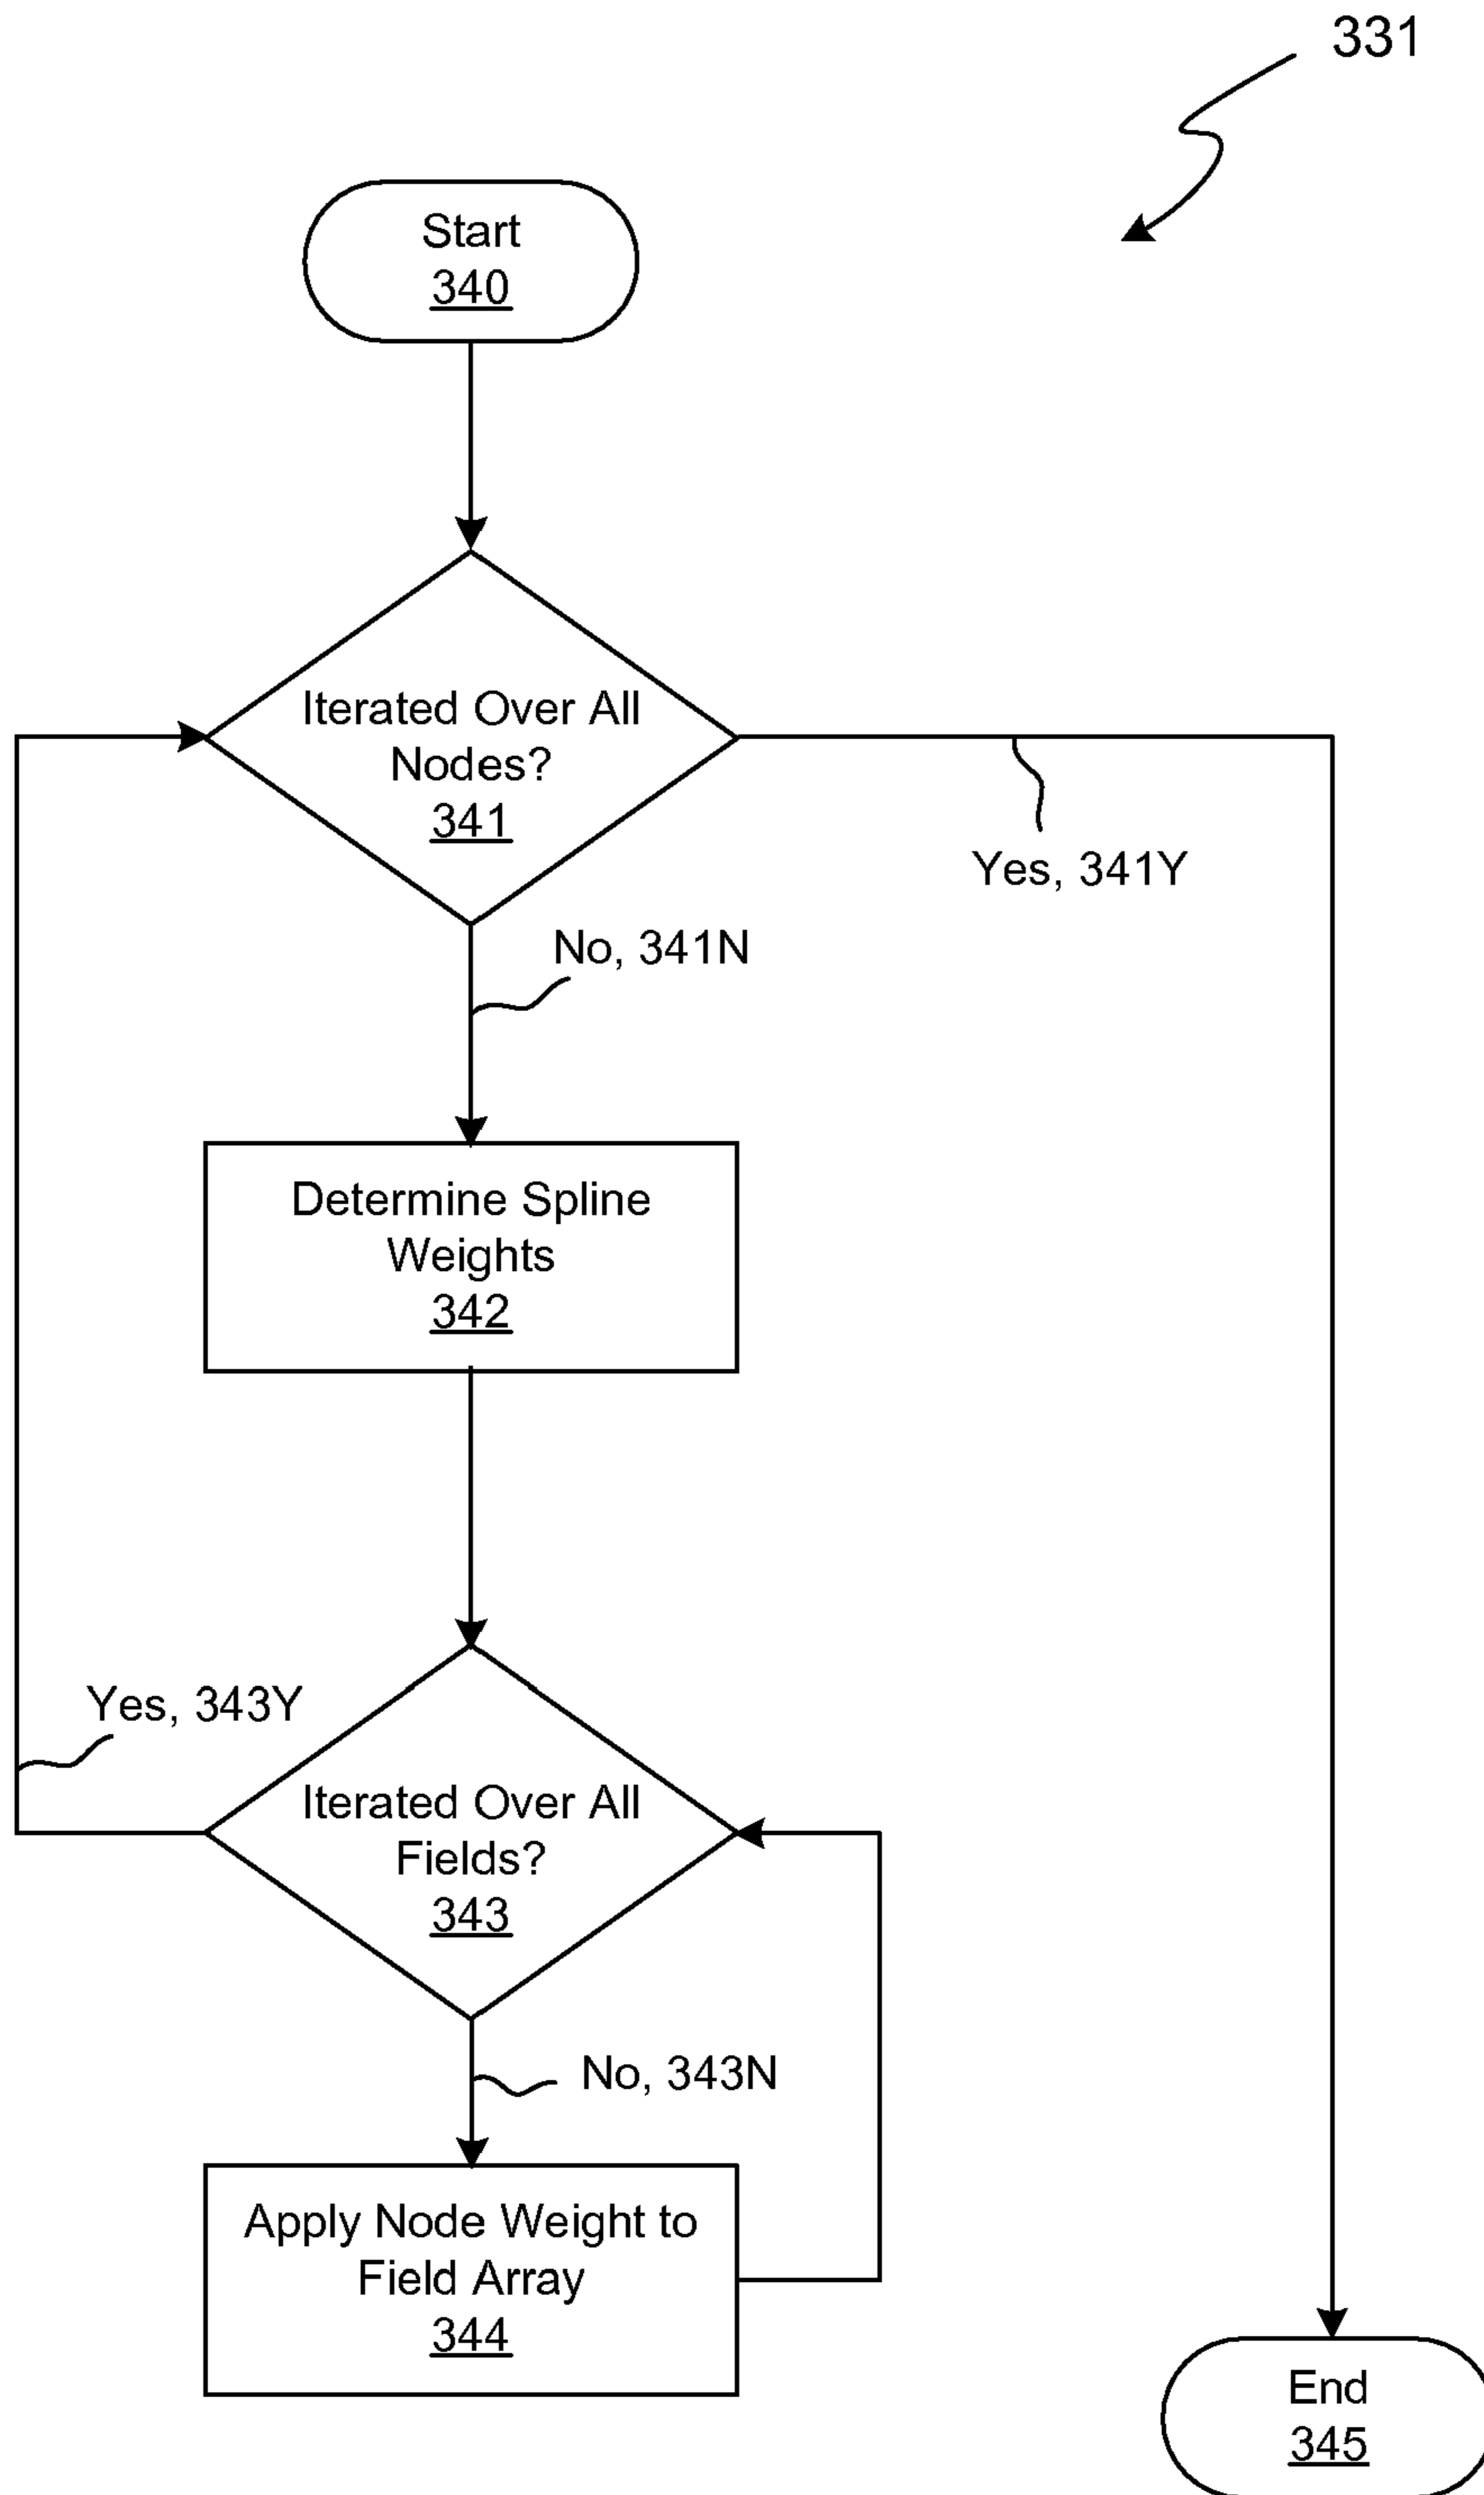 331
Start
340
Iterated Over All
Nodes?
341
Yes, 341Y
No, 341N
Determine Spline
Weights
342
Yes, 343Y
Iterated Over All
Fields?
343
No, 343N
Apply Node Weight to
Field Array
344
End
345